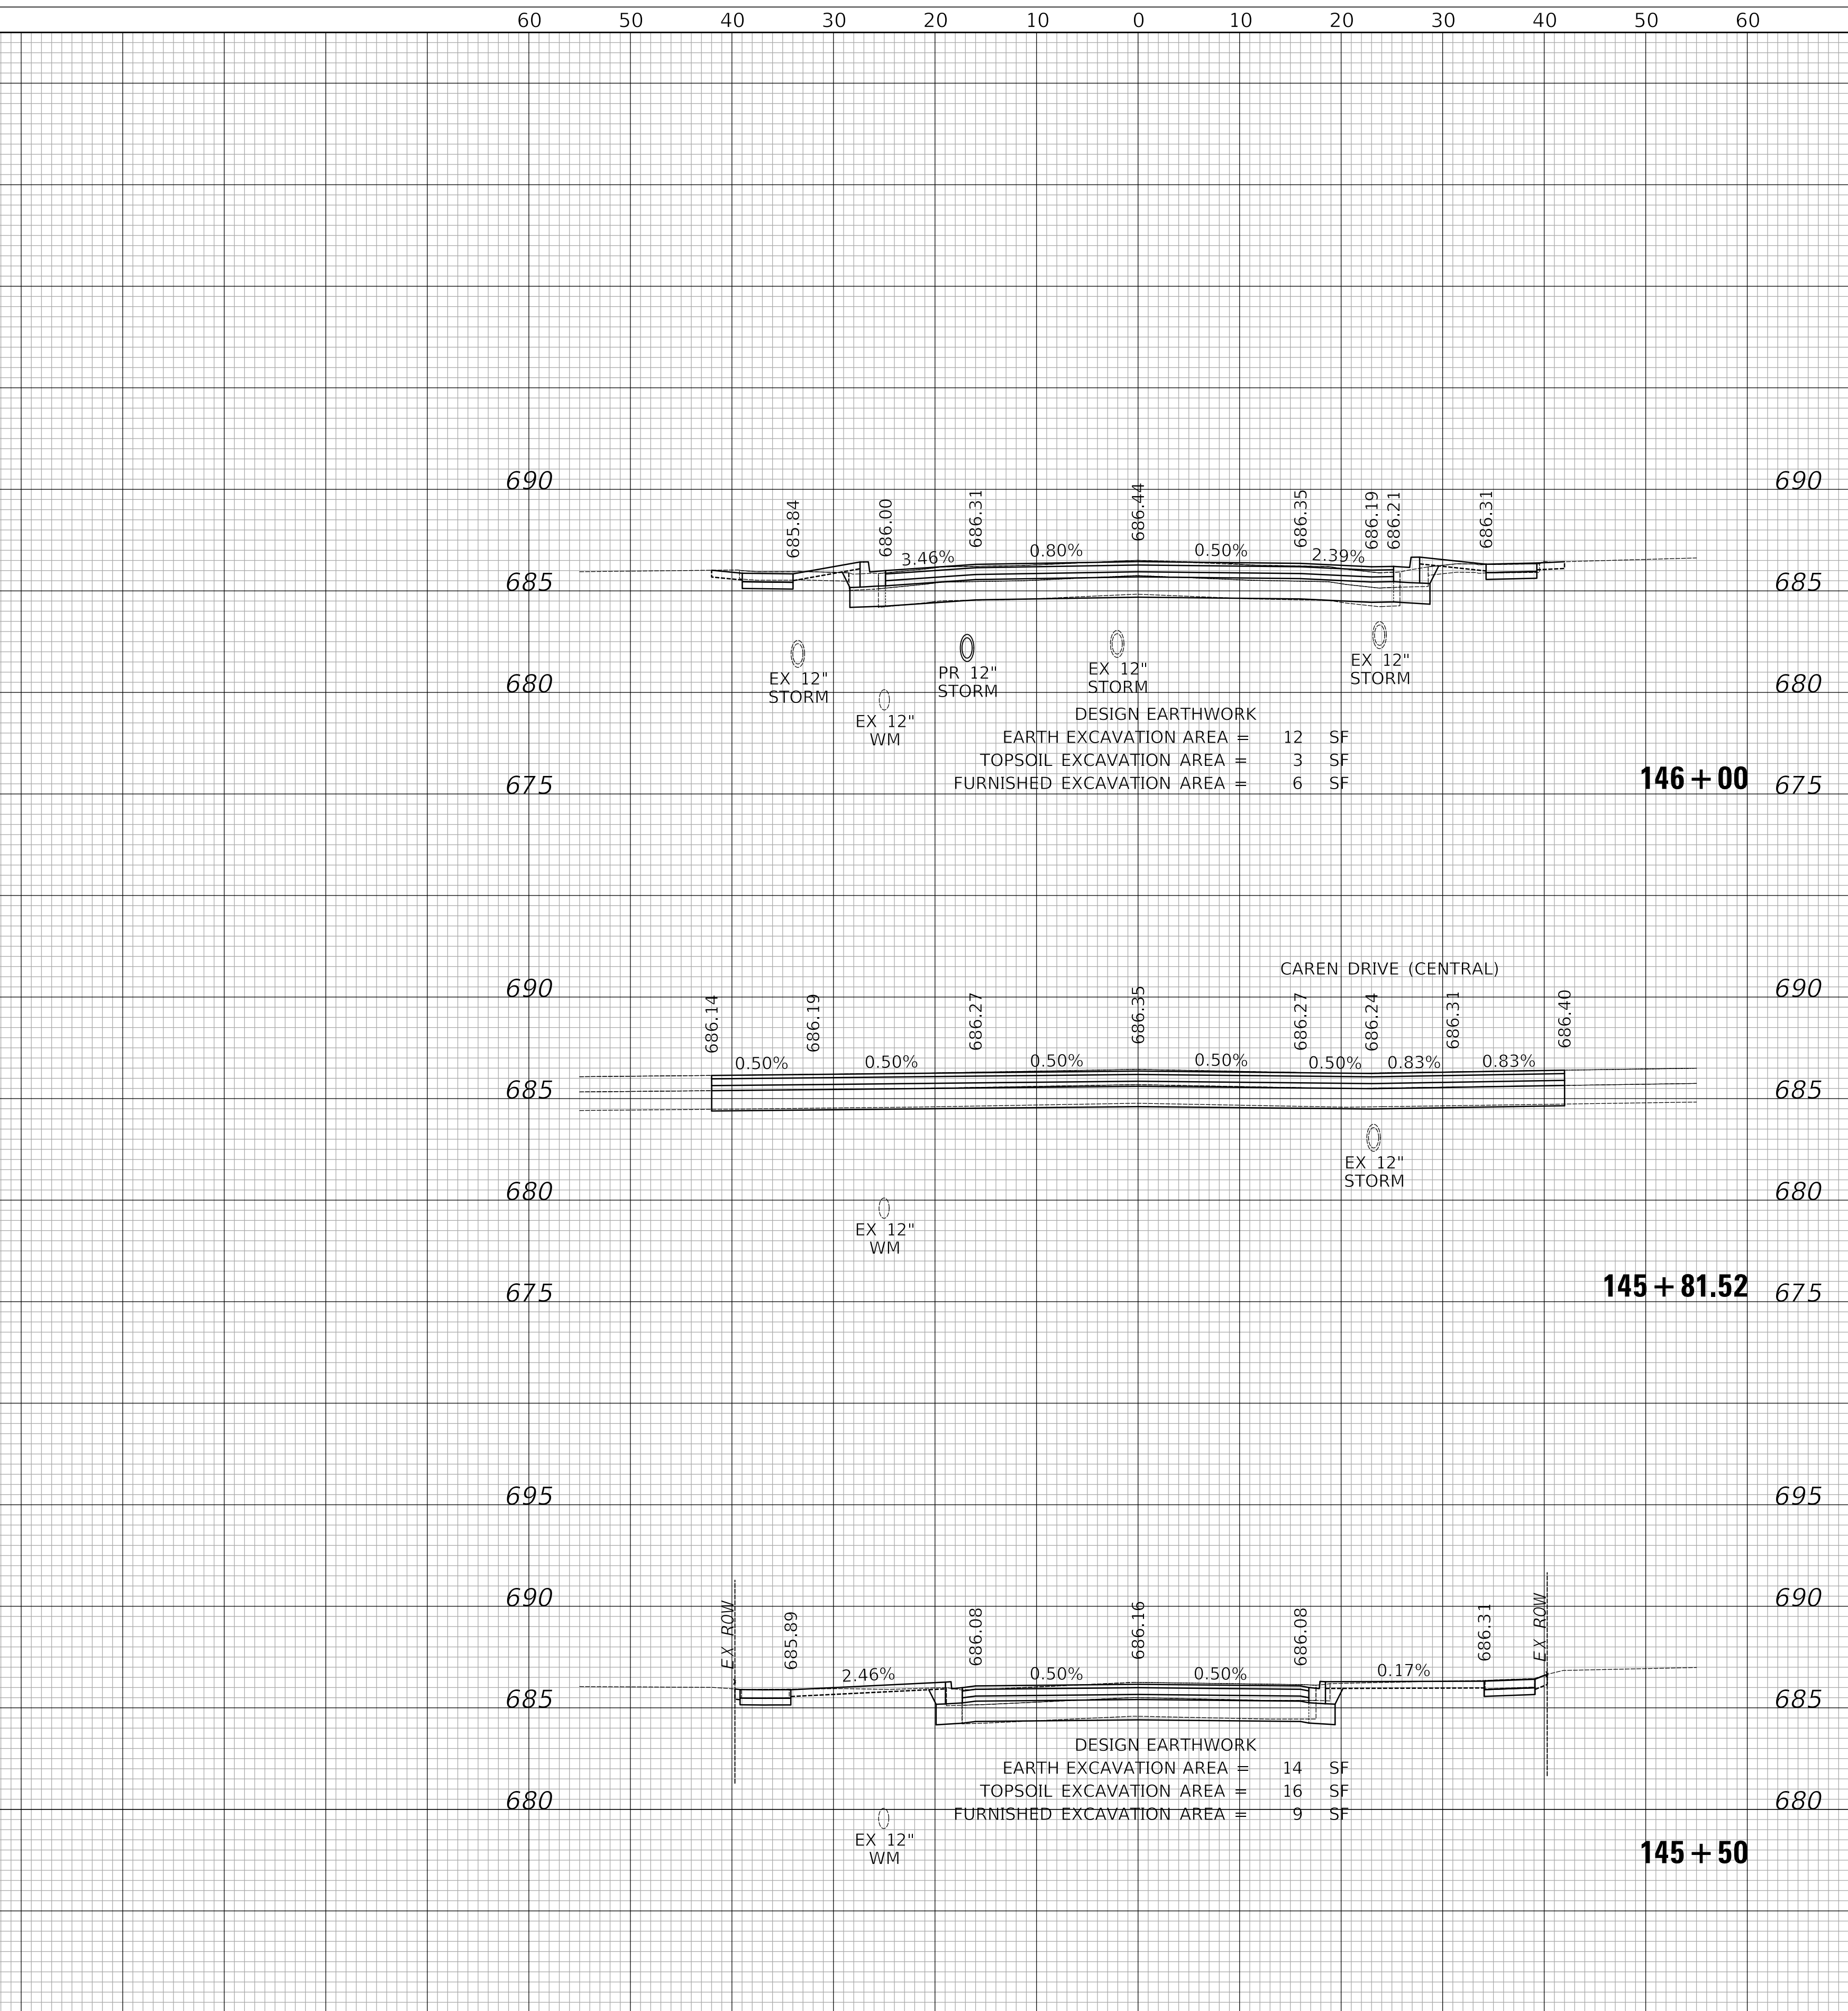 60 50 40 30 20 10 0 10 20 30 40 50 60
690 690
685.84 686.00 686.31 686.44 686.35 686.19 686.21 686.31
3.46% 0.80% 0.50% 2.39%
685 685
EX 12" STORM
PR 12" STORM
EX 12" STORM
EX 12" STORM
680 680
EX 12" WM
DESIGN EARTHWORK
EARTH EXCAVATION AREA = 12 SF
TOPSOIL EXCAVATION AREA = 3 SF
FURNISHED EXCAVATION AREA = 6 SF
146+00
675 675
CAREN DRIVE (CENTRAL)
690 690
686.14 686.19 686.27 686.35 686.27 686.24 686.31 686.40
0.50% 0.50% 0.50% 0.50% 0.50% 0.83% 0.83%
685 685
EX 12"
STORM
680 680
EX 12"
WM
145+81.52
675 675
695 695
690 690
EX ROW 685.89 686.08 686.16 686.08 686.31 EX ROW
2.46% 0.50% 0.50% 0.17%
685 685
DESIGN EARTHWORK
EARTH EXCAVATION AREA = 14 SF
TOPSOIL EXCAVATION AREA = 16 SF
680 680
FURNISHED EXCAVATION AREA = 9 SF
EX 12"
WM
145+50